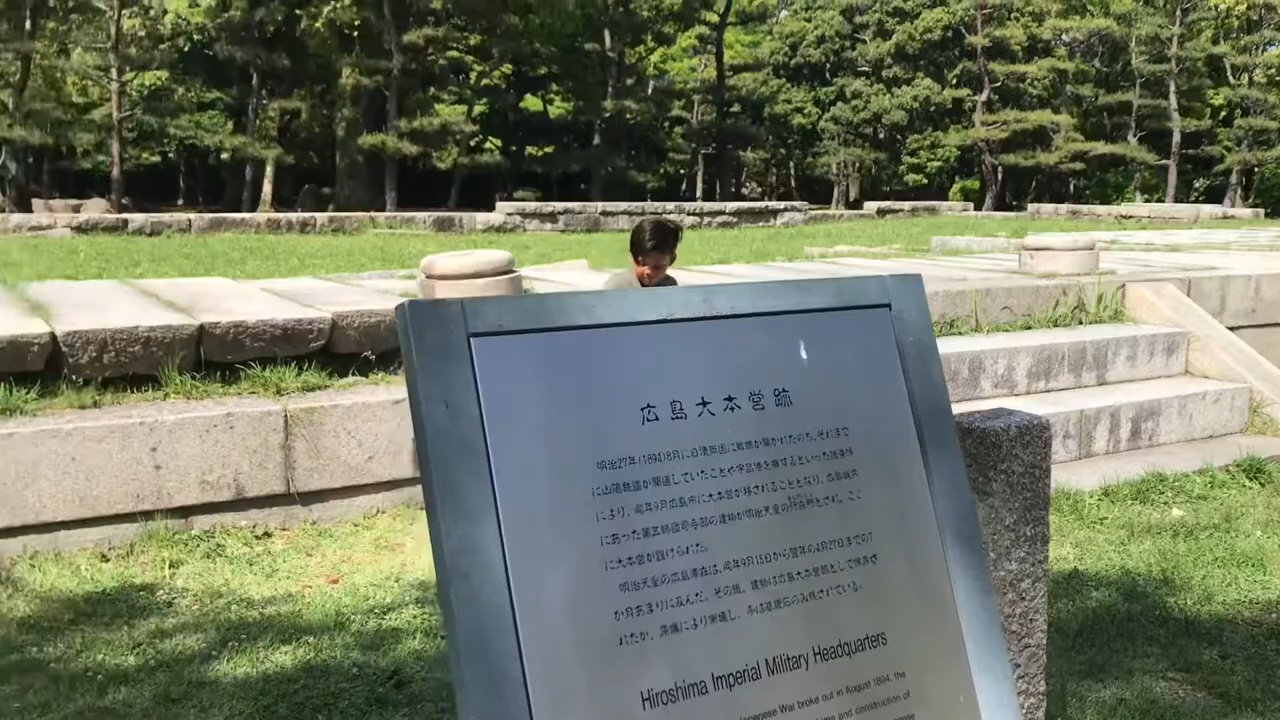 広島大本営跡
明治27年(1894)8月に日清両国に戦端が開かれたのち、それまで
に山陽鉄道が開通していたことや宇品港を擁するといった諸条件
により、同年9月広島市に大本営が移されることとなり、広島城内
にあった第五師団司令部の建物が明治天皇の行在所とされ、ここ
に大本営が設けられた。
明治天皇の広島滞在は、同年9月15日から翌年の4月27日までの7
か月あまりに及んだ。その後、建物は広島大本営跡として保存さ
れたが、原爆により倒壊し、今は基礎石のみ残されている。
Hiroshima Imperial Military Headquarters
Japanese War broke out in August 1894, the
and construction of